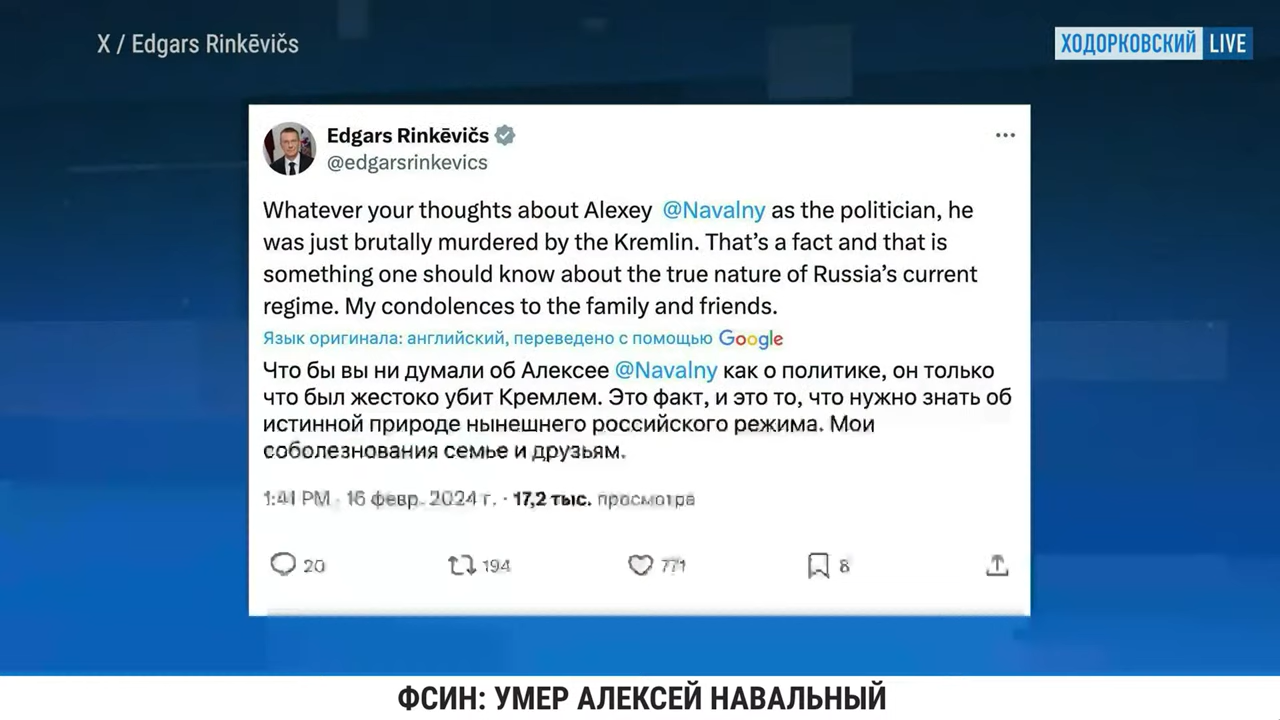 X / Edgars Rinkēvičs
ХОДОРКОВСКИЙ LIVE
Edgars Rinkēvičs
@edgarsrinkevics
Whatever your thoughts about Alexey @Navalny as the politician, he
was just brutally murdered by the Kremlin. That’s a fact and that is
something one should know about the true nature of Russia’s current
regime. My condolences to the family and friends.
Язык оригинала: английский, переведено с помощью Google
Что бы вы ни думали об Алексее @Navalny как о политике, он только
что был жестоко убит Кремлем. Это факт, и это то, что нужно знать об
истинной природе нынешнего российского режима. Мои
соболезнования семье и друзьям.
1:41 PM · 16 февр. 2024 г. · 17,2 тыс. просмотра
20 194 771 8
ФСИН: УМЕР АЛЕКСЕЙ НАВАЛЬНЫЙ